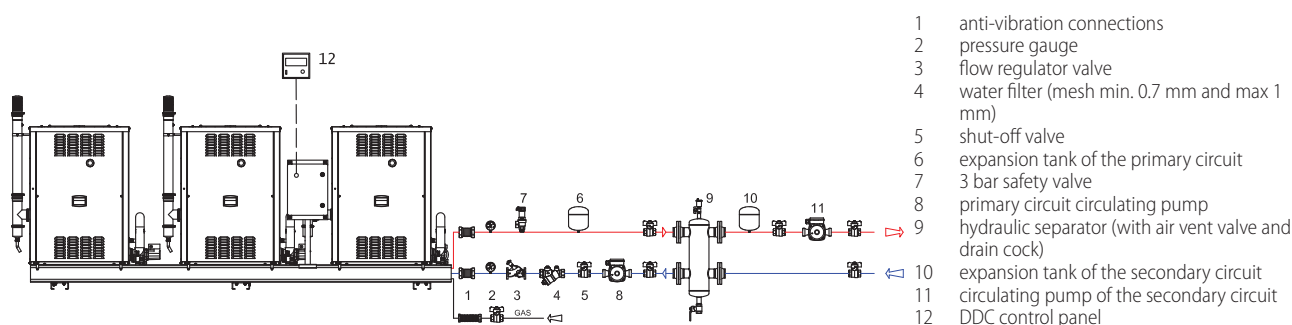 12
7
6
9
10
11
1
2
3
4
5
8
GAS
1 anti-vibration connections
2 pressure gauge
3 flow regulator valve
4 water filter (mesh min. 0.7 mm and max 1
mm)
5 shut-off valve
6 expansion tank of the primary circuit
7 3 bar safety valve
8 primary circuit circulating pump
9 hydraulic separator (with air vent valve and
drain cock)
10 expansion tank of the secondary circuit
11 circulating pump of the secondary circuit
12 DDC control panel